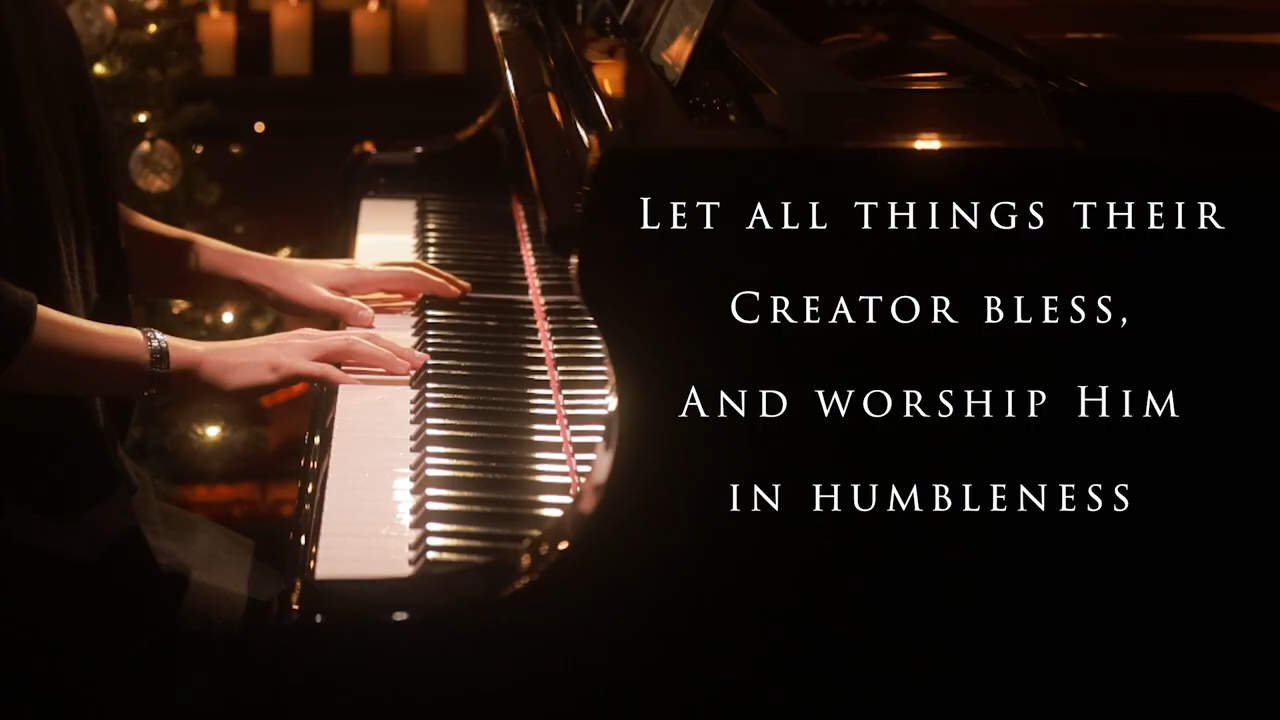 Let all things their
Creator bless,
And worship Him
in humbleness